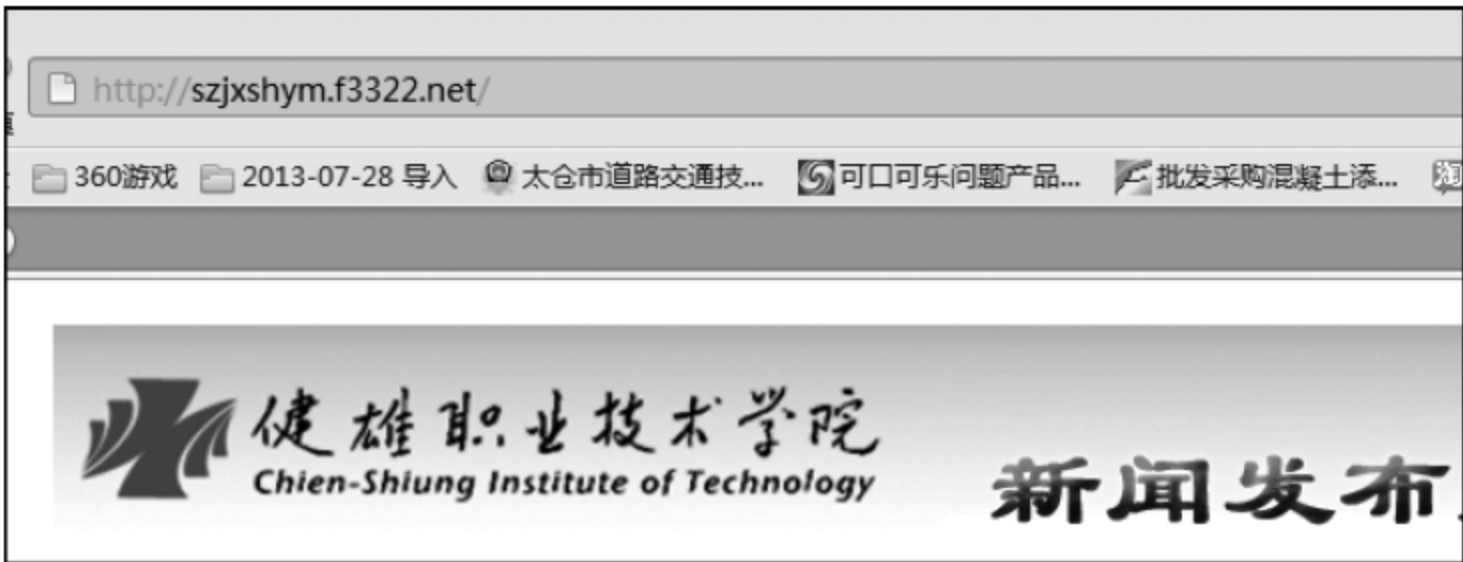 http://szjxshym.f3322.net/
360游戏 2013-07-28 导入 太仓市道路交通技... 可口可乐问题产品... 批发采购混凝土添... 淘
健雄职业技术学院
Chien-Shiung Institute of Technology
新闻发布